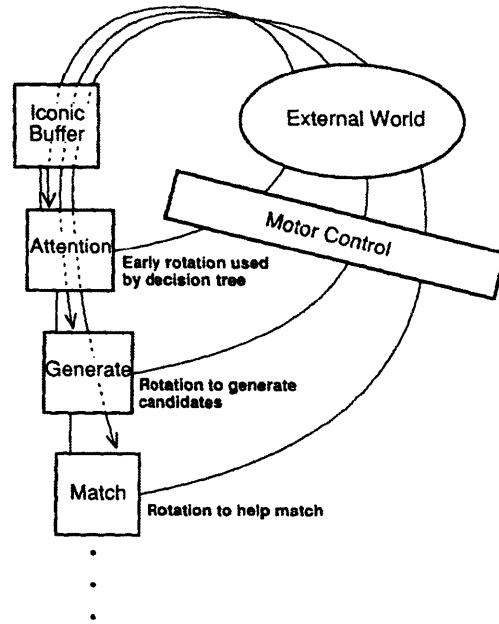 Iconic
Buffer
External World
Motor Control
Attention
Early rotation used
by decision tree
Generate
Rotation to generate
candidates
Match
Rotation to help match